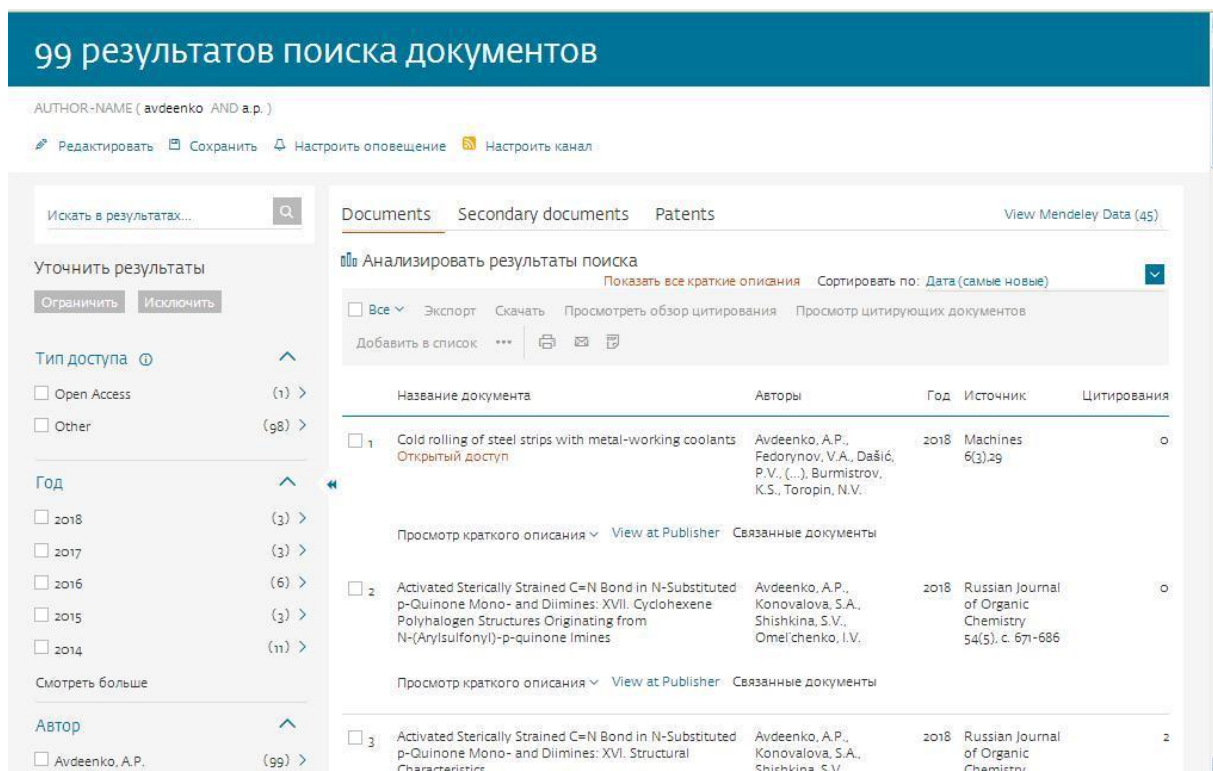 99 результатов поиска документов
AUTHOR-NAME ( avdeenko AND a.p. )
Редактировать Сохранить Настроить оповещение Настроить канал
Искать в результатах...
Уточнить результаты
Ограничить Исключить
Тип доступа
Open Access (1)
Other (98)
Год
2018 (3)
2017 (3)
2016 (6)
2015 (3)
2014 (11)
Смотреть больше
Автор
Avdeenko, A.P. (99)
Documents Secondary documents Patents View Mendeley Data (45)
Анализировать результаты поиска
Показать все краткие описания Сортировать по: Дата (самые новые)
Все Экспорт Скачать Просмотреть обзор цитирования Просмотр цитирующих документов
Добавить в список •••
Название документа Авторы Год Источник Цитирования
1 Cold rolling of steel strips with metal-working coolants Avdeenko, A.P., 2018 Machines 0
Открытый доступ Fedorynov, V.A., Dašić, 6(3),29
P.V., (...), Burmistrov,
K.S., Toropin, N.V.
Просмотр краткого описания View at Publisher Связанные документы
2 Activated Sterically Strained C=N Bond in N-Substituted Avdeenko, A.P., 2018 Russian Journal 0
p-Quinone Mono- and Diimines: XVII. Cyclohexene Konovalova, S.A., of Organic
Polyhalogen Structures Originating from Shishkina, S.V., Chemistry
N-(Arylsulfonyl)-p-quinone Imines Omel'chenko, I.V. 54(5), с. 671-686
Просмотр краткого описания View at Publisher Связанные документы
3 Activated Sterically Strained C=N Bond in N-Substituted Avdeenko, A.P., 2018 Russian Journal 2
p-Quinone Mono- and Diimines: XVI. Structural Konovalova, S.A., of Organic
Characteristics Shishkina, S.V. Chemistry